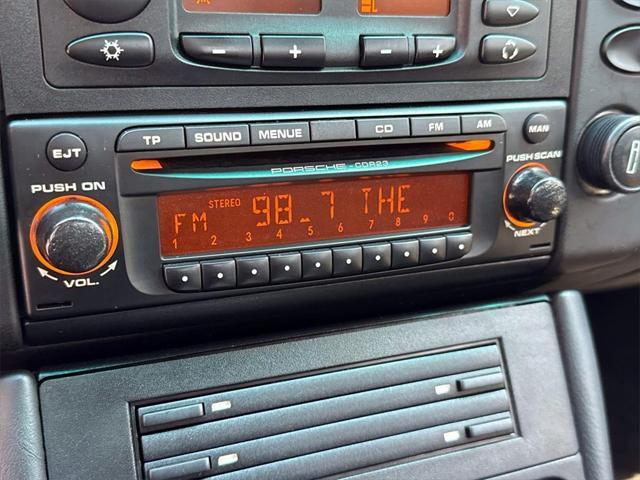 − + − +
TP SOUND MENUE CD FM AM
EJT PORSCHE CDR23 MAN
PUSH ON PUSH SCAN
STEREO
FM 98.7 THE
1 2 3 4 5 6 7 8 9 0
VOL. NEXT